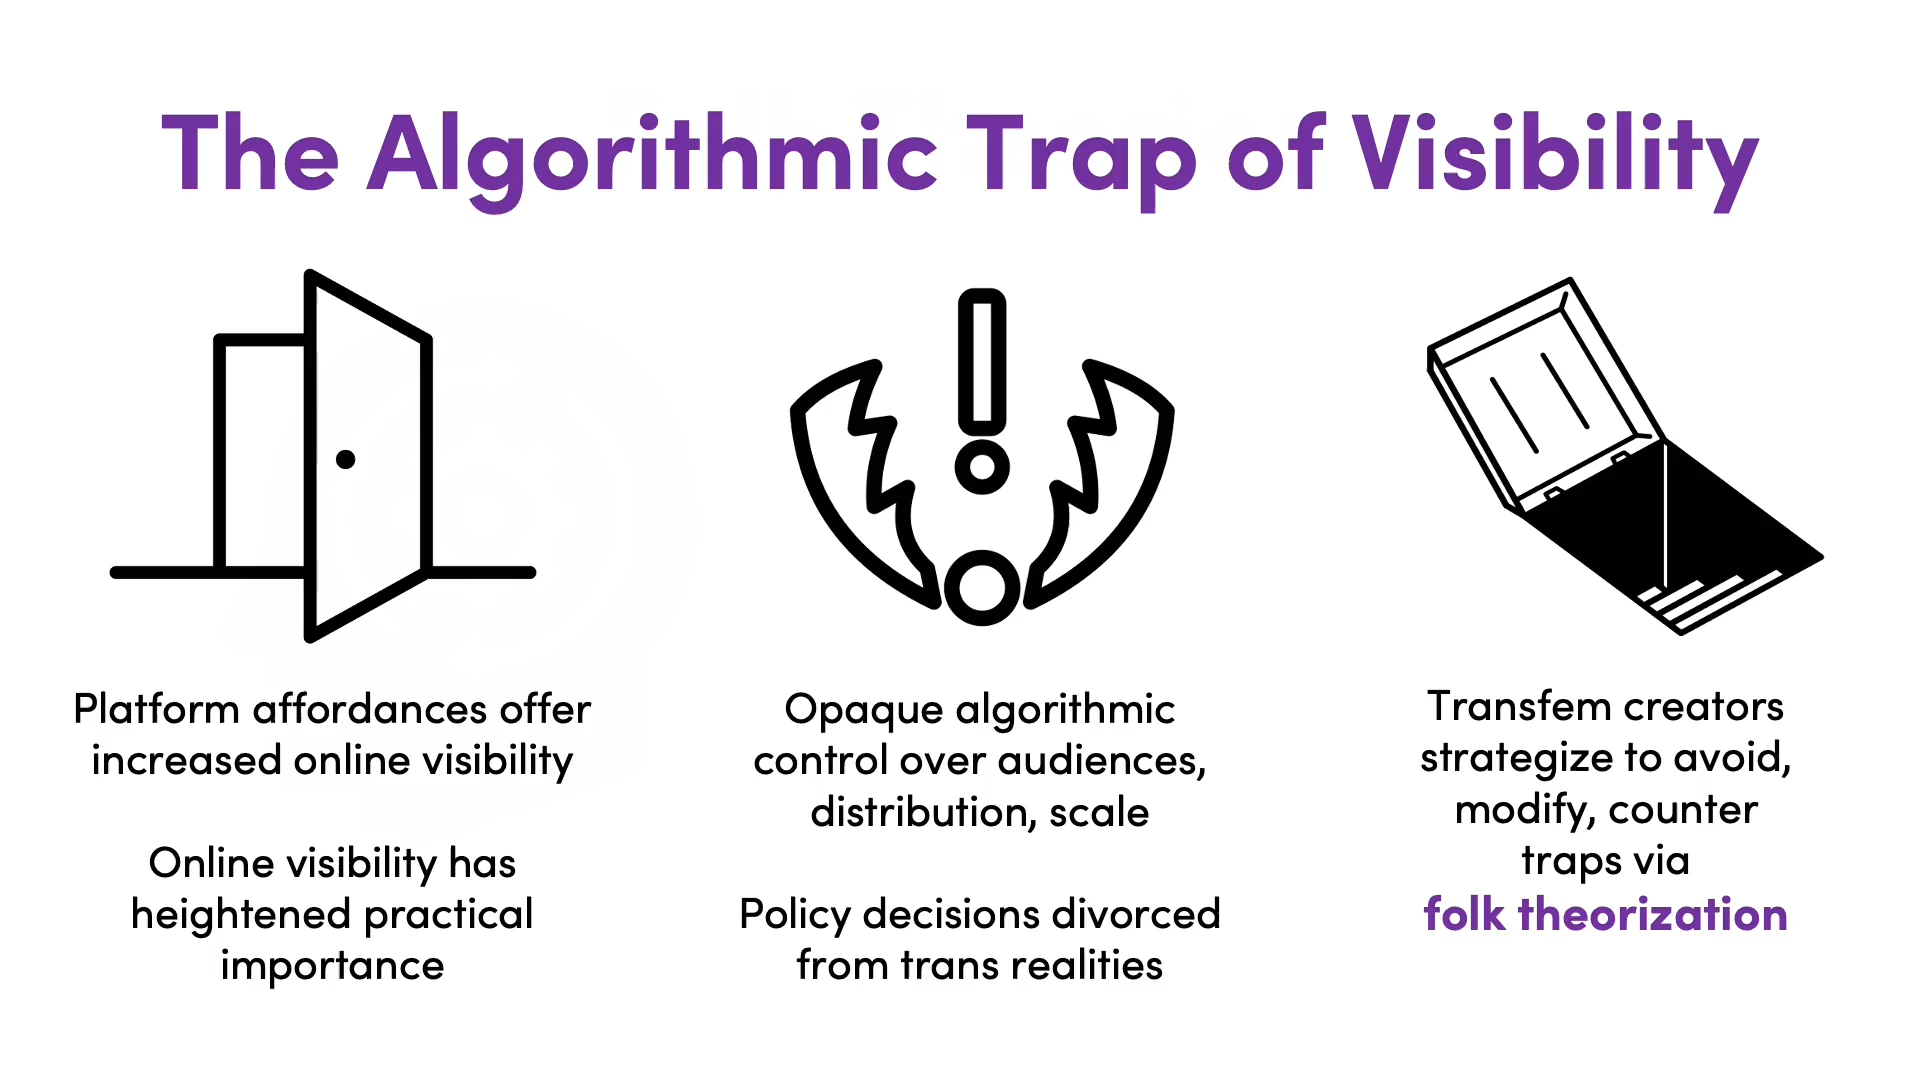 The Algorithmic Trap of Visibility
Platform affordances offer
increased online visibility
Online visibility has
heightened practical
importance
Opaque algorithmic
control over audiences,
distribution, scale
Policy decisions divorced
from trans realities
Transfem creators
strategize to avoid,
modify, counter
traps via
folk theorization